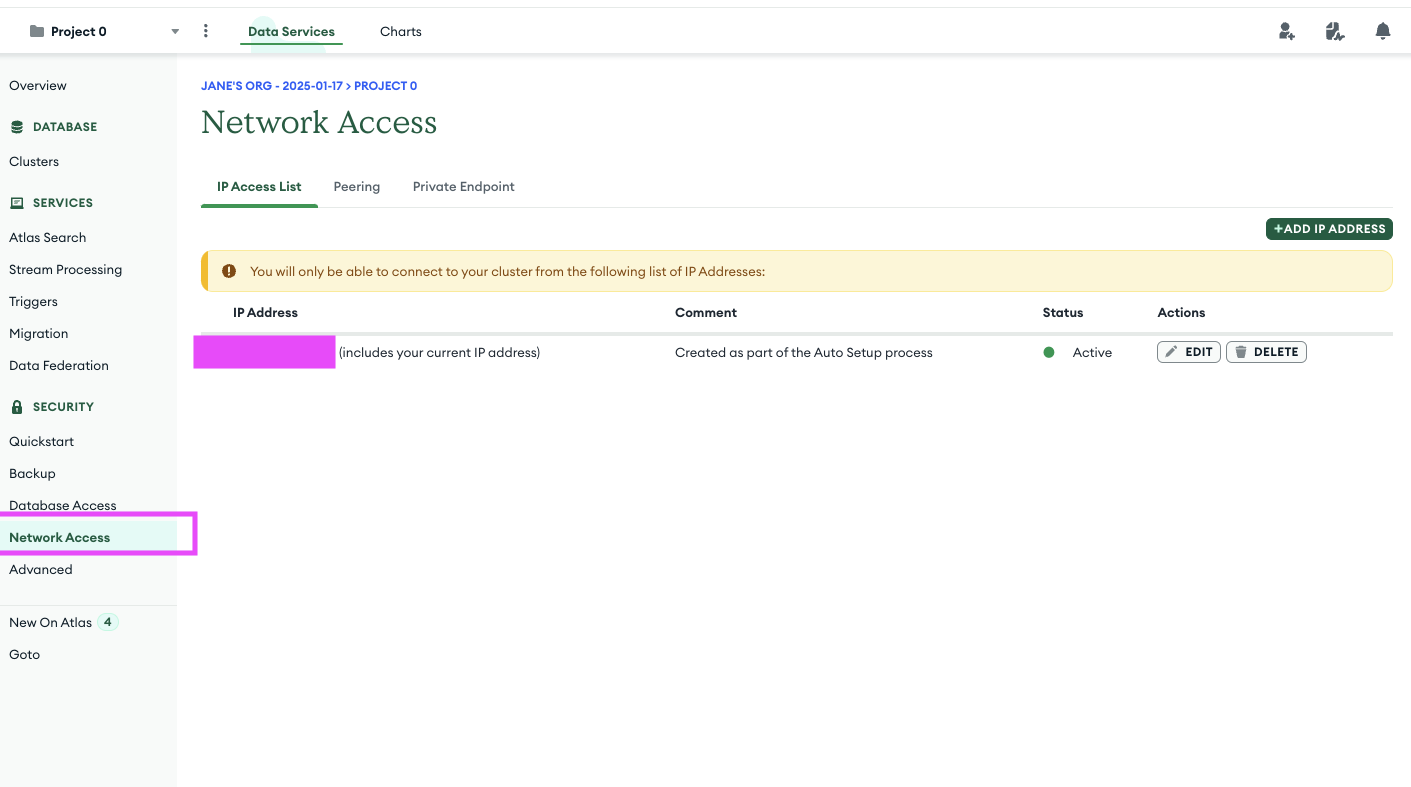 Project 0
Data Services
Charts
Overview
DATABASE
Clusters
SERVICES
Atlas Search
Stream Processing
Triggers
Migration
Data Federation
SECURITY
Quickstart
Backup
Database Access
Network Access
Advanced
New On Atlas 4
Goto
JANE'S ORG - 2025-01-17 > PROJECT 0
Network Access
IP Access List Peering Private Endpoint
+ADD IP ADDRESS
You will only be able to connect to your cluster from the following list of IP Addresses:
IP Address Comment Status Actions
(includes your current IP address) Created as part of the Auto Setup process Active EDIT DELETE